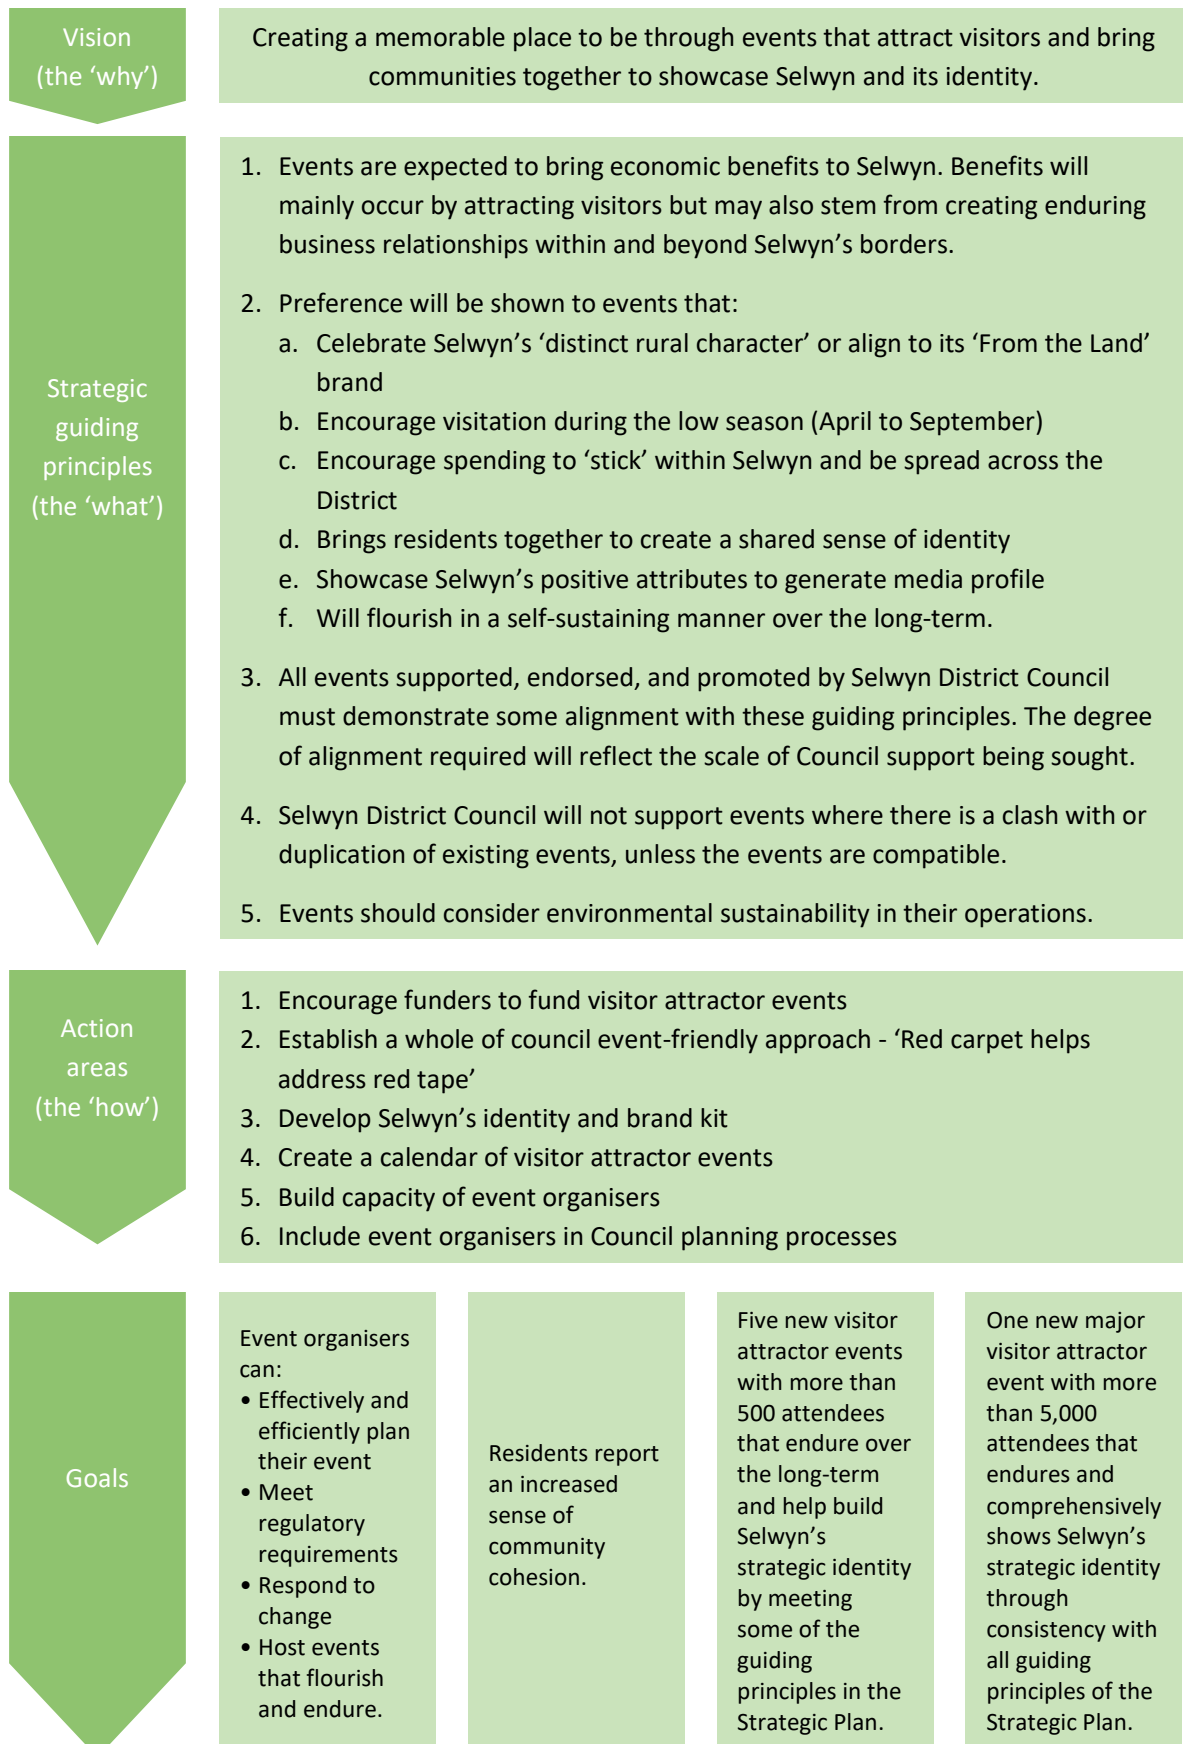 Vision
(the ‘why’)
Creating a memorable place to be through events that attract visitors and bring
communities together to showcase Selwyn and its identity.
Strategic
guiding
principles
(the ‘what’)
1. Events are expected to bring economic benefits to Selwyn. Benefits will
mainly occur by attracting visitors but may also stem from creating enduring
business relationships within and beyond Selwyn’s borders.
2. Preference will be shown to events that:
a. Celebrate Selwyn’s ‘distinct rural character’ or align to its ‘From the Land’
brand
b. Encourage visitation during the low season (April to September)
c. Encourage spending to ‘stick’ within Selwyn and be spread across the
District
d. Brings residents together to create a shared sense of identity
e. Showcase Selwyn’s positive attributes to generate media profile
f. Will flourish in a self-sustaining manner over the long-term.
3. All events supported, endorsed, and promoted by Selwyn District Council
must demonstrate some alignment with these guiding principles. The degree
of alignment required will reflect the scale of Council support being sought.
4. Selwyn District Council will not support events where there is a clash with or
duplication of existing events, unless the events are compatible.
5. Events should consider environmental sustainability in their operations.
Action
areas
(the ‘how’)
1. Encourage funders to fund visitor attractor events
2. Establish a whole of council event-friendly approach - ‘Red carpet helps
address red tape’
3. Develop Selwyn’s identity and brand kit
4. Create a calendar of visitor attractor events
5. Build capacity of event organisers
6. Include event organisers in Council planning processes
Goals
Event organisers
can:
• Effectively and
efficiently plan
their event
• Meet
regulatory
requirements
• Respond to
change
• Host events
that flourish
and endure.
Residents report
an increased
sense of
community
cohesion.
Five new visitor
attractor events
with more than
500 attendees
that endure over
the long-term
and help build
Selwyn’s
strategic identity
by meeting
some of the
guiding
principles in the
Strategic Plan.
One new major
visitor attractor
event with more
than 5,000
attendees that
endures and
comprehensively
shows Selwyn’s
strategic identity
through
consistency with
all guiding
principles of the
Strategic Plan.